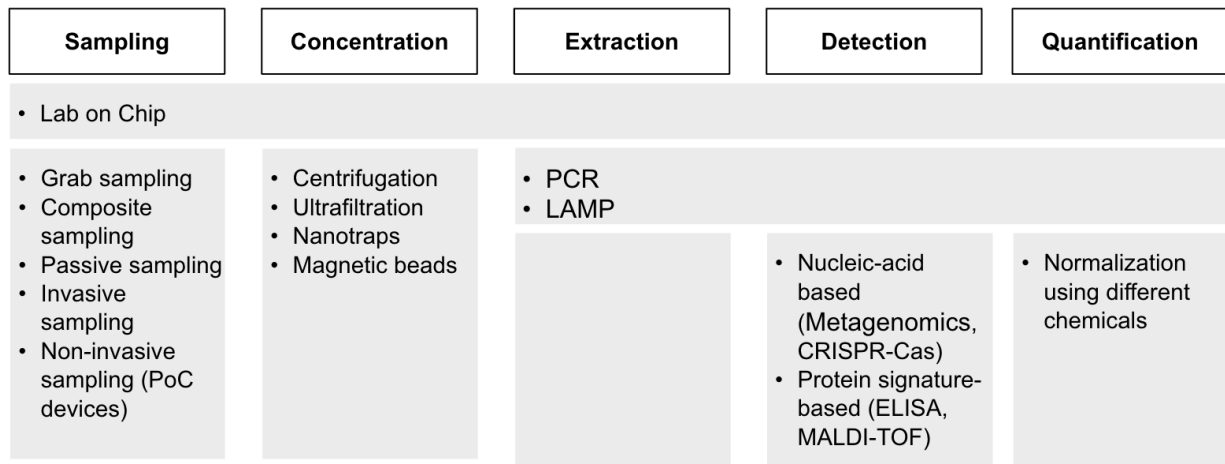 Sampling
Concentration
Extraction
Detection
Quantification
• Lab on Chip
• Grab sampling
• Composite
sampling
• Passive sampling
• Invasive
sampling
• Non-invasive
sampling (PoC
devices)
• Centrifugation
• Ultrafiltration
• Nanotraps
• Magnetic beads
• PCR
• LAMP
• Nucleic-acid
based
(Metagenomics,
CRISPR-Cas)
• Protein signature-
based (ELISA,
MALDI-TOF)
• Normalization
using different
chemicals